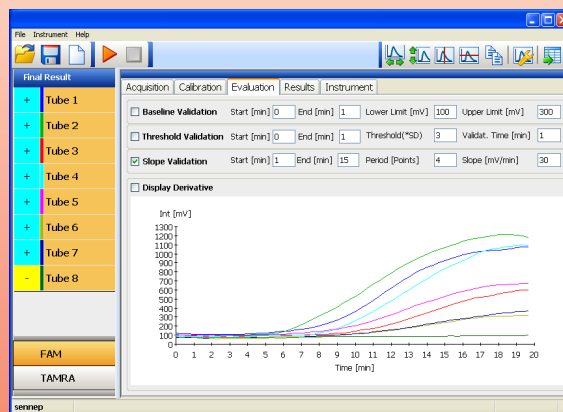 File Instrument Help
Final Result
+ Tube 1
+ Tube 2
+ Tube 3
+ Tube 4
+ Tube 5
+ Tube 6
+ Tube 7
- Tube 8
FAM
TAMRA
sennep
Acquisition Calibration Evaluation Results Instrument
Baseline Validation Start [min] 0 End [min] 1 Lower Limit [mV] 100 Upper Limit [mV] 300
Threshold Validation Start [min] 0 End [min] 1 Threshold(*SD) 3 Validat. Time [min] 1
Slope Validation Start [min] 1 End [min] 15 Period [Points] 4 Slope [mV/min] 30
Display Derivative
Int [mV]
1300
1200
1100
1000
900
800
700
600
500
400
300
200
100
0
0 1 2 3 4 5 6 7 8 9 10 11 12 13 14 15 16 17 18 19 20
Time [min]